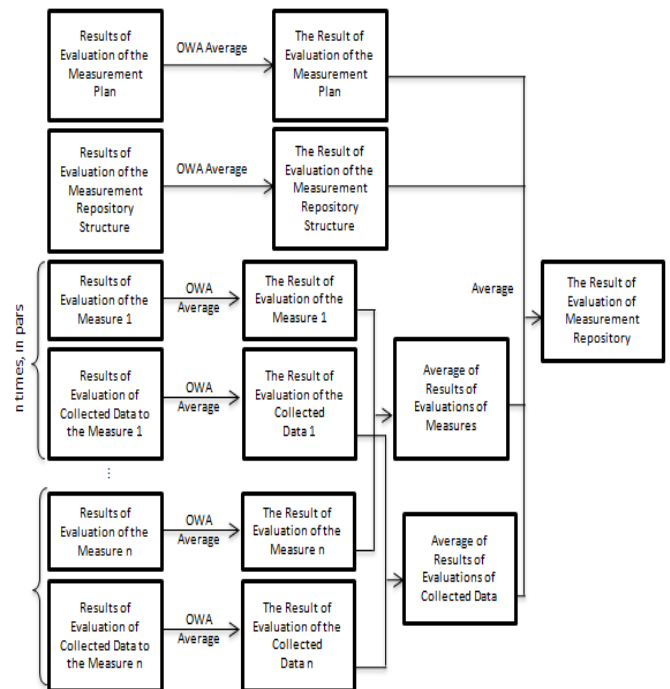 Results of
Evaluation of the
Measurement
Plan
OWA Average
The Result of
Evaluation of the
Measurement
Plan
Results of
Evaluation of the
Measurement
Repository
Structure
OWA Average
The Result of
Evaluation of the
Measurement
Repository
Structure
n times, in pars
Results of
Evaluation of the
Measure 1
OWA
Average
The Result of
Evaluation of the
Measure 1
Results of
Evaluation of
Collected Data to
the Measure 1
OWA
Average
The Result of
Evaluation of the
Collected
Data 1
...
Results of
Evaluation of the
Measure n
OWA
Average
The Result of
Evaluation of the
Measure n
Results of
Evaluation of
Collected Data to
the Measure n
OWA
Average
The Result of
Evaluation of the
Collected
Data n
Average of
Results of
Evaluations of
Measures
Average of
Results of
Evaluations of
Collected Data
Average
The Result of
Evaluation of
Measurement
Repository